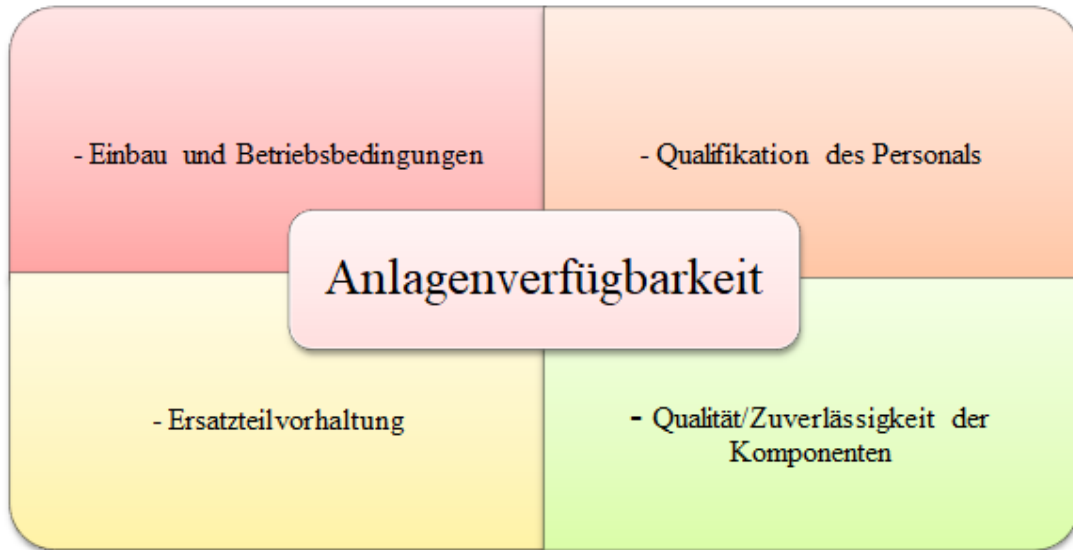 - Einbau und Betriebsbedingungen
- Qualifikation des Personals
Anlagenverfügbarkeit
- Ersatzteilvorhaltung
- Qualität/Zuverlässigkeit der
Komponenten